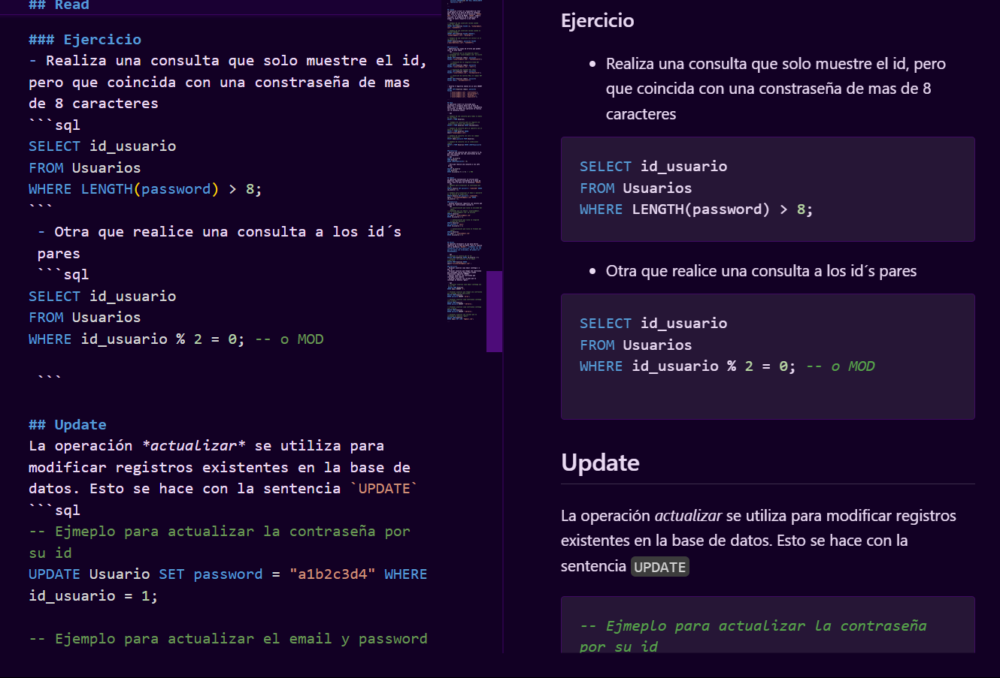 ## Read
### Ejercicio
- Realiza una consulta que solo muestre el id,
pero que coincida con una constraseña de mas
de 8 caracteres
```sql
SELECT id_usuario
FROM Usuarios
WHERE LENGTH(password) > 8;
```
- Otra que realice una consulta a los id´s
pares
```sql
SELECT id_usuario
FROM Usuarios
WHERE id_usuario % 2 = 0; -- o MOD
```
## Update
La operación *actualizar* se utiliza para
modificar registros existentes en la base de
datos. Esto se hace con la sentencia `UPDATE`
```sql
-- Ejmeplo para actualizar la contraseña por
su id
UPDATE Usuario SET password = "a1b2c3d4" WHERE
id_usuario = 1;
-- Ejemplo para actualizar el email y password
Ejercicio
• Realiza una consulta que solo muestre el id, pero
que coincida con una constraseña de mas de 8
caracteres
SELECT id_usuario
FROM Usuarios
WHERE LENGTH(password) > 8;
• Otra que realice una consulta a los id´s pares
SELECT id_usuario
FROM Usuarios
WHERE id_usuario % 2 = 0; -- o MOD
Update
La operación actualizar se utiliza para modificar registros
existentes en la base de datos. Esto se hace con la
sentencia UPDATE
-- Ejmeplo para actualizar la contraseña
por su id